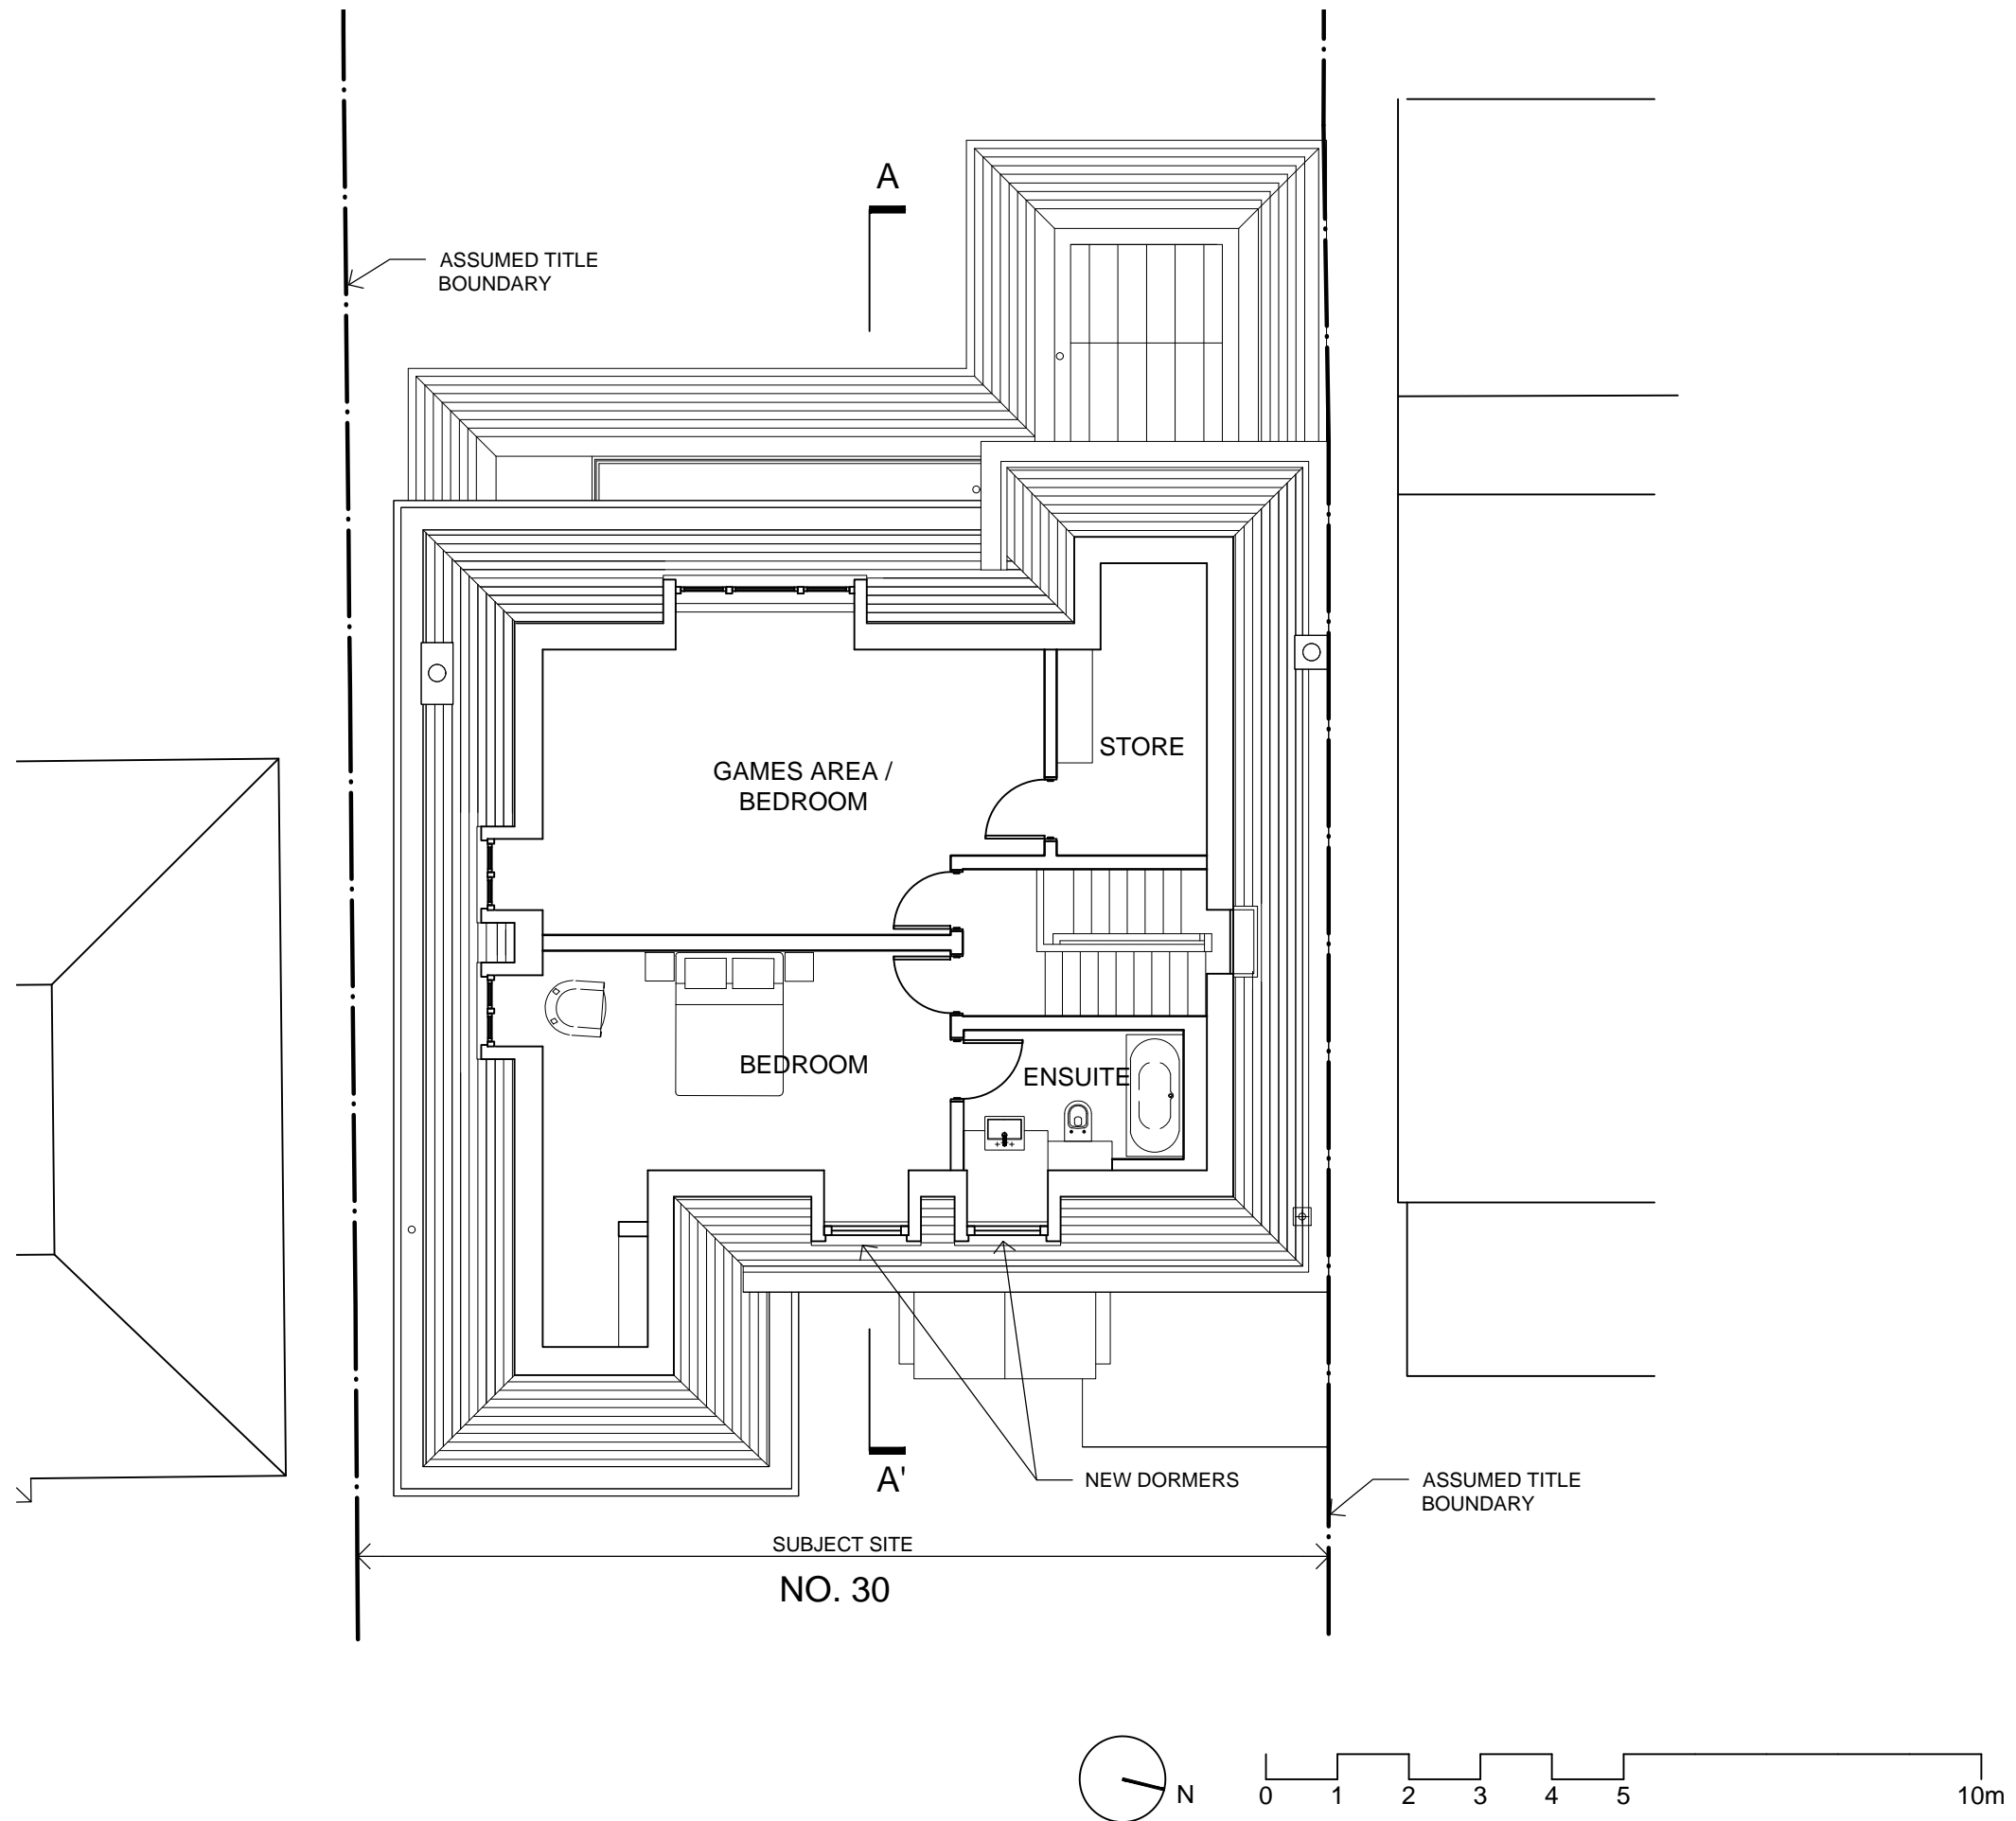 A
ASSUMED TITLE
BOUNDARY
STORE
GAMES AREA /
BEDROOM
BEDROOM
ENSUITE
A'
NEW DORMERS
ASSUMED TITLE
BOUNDARY
SUBJECT SITE
NO. 30
N
0 1 2 3 4 5 10m